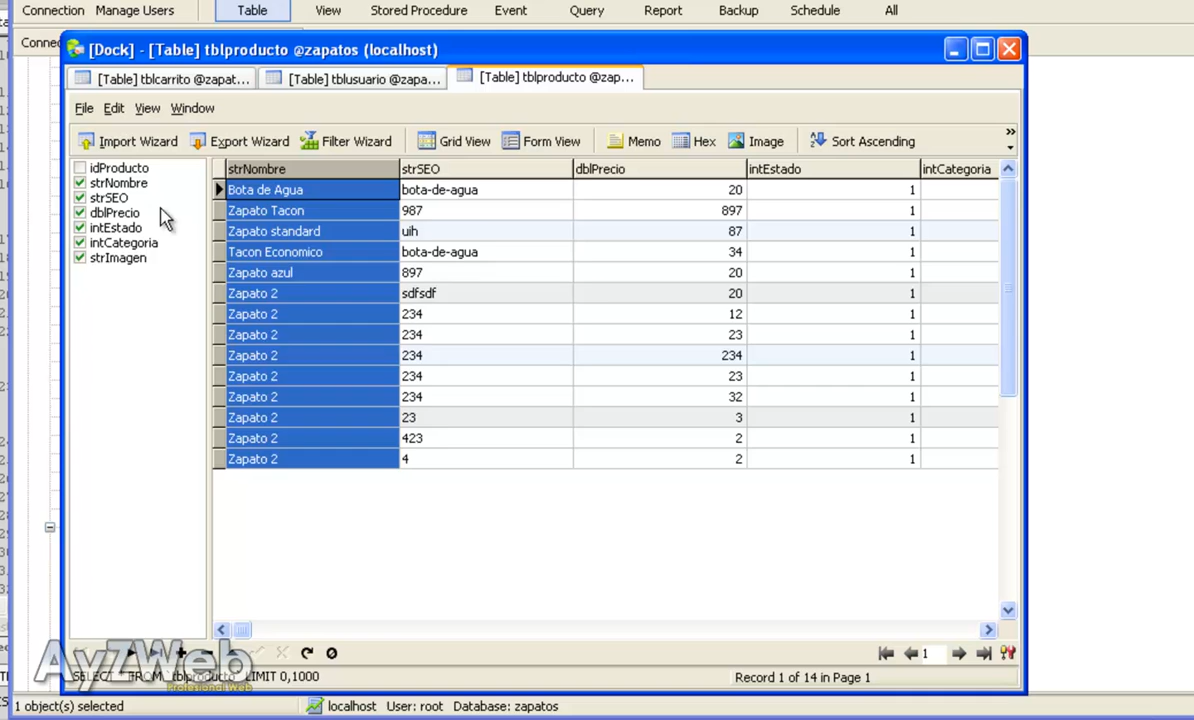 Connection Manage Users Table View Stored Procedure Event Query Report Backup Schedule All
Connec
[Dock] - [Table] tblproducto @zapatos (localhost)
[Table] tblcarrito @zapat... [Table] tblusuario @zapa... [Table] tblproducto @zap...
File Edit View Window
Import Wizard Export Wizard Filter Wizard Grid View Form View Memo Hex Image Sort Ascending
idProducto
strNombre
strSEO
dblPrecio
intEstado
intCategoria
strImagen
strNombre strSEO dblPrecio intEstado intCategoria
Bota de Agua bota-de-agua 20 1
Zapato Tacon 987 897 1
Zapato standard uih 87 1
Tacon Economico bota-de-agua 34 1
Zapato azul 897 20 1
Zapato 2 sdfsdf 20 1
Zapato 2 234 12 1
Zapato 2 234 23 1
Zapato 2 234 234 1
Zapato 2 234 23 1
Zapato 2 234 32 1
Zapato 2 23 3 1
Zapato 2 423 2 1
Zapato 2 4 2 1
1
AyZWeb
Profesional Web
SELECT * FROM `tblproducto` LIMIT 0,1000 Record 1 of 14 in Page 1
1 object(s) selected localhost User: root Database: zapatos